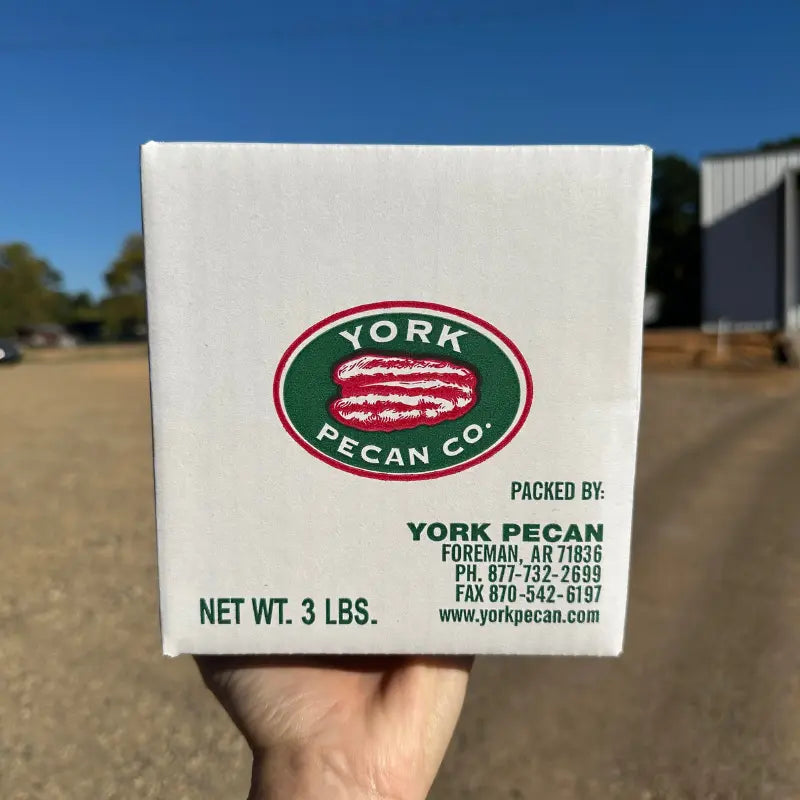 YORK
PECAN CO.
PACKED BY:
YORK PECAN
FOREMAN, AR 71836
PH. 877-732-2699
FAX 870-542-6197
www.yorkpecan.com
NET WT. 3 LBS.